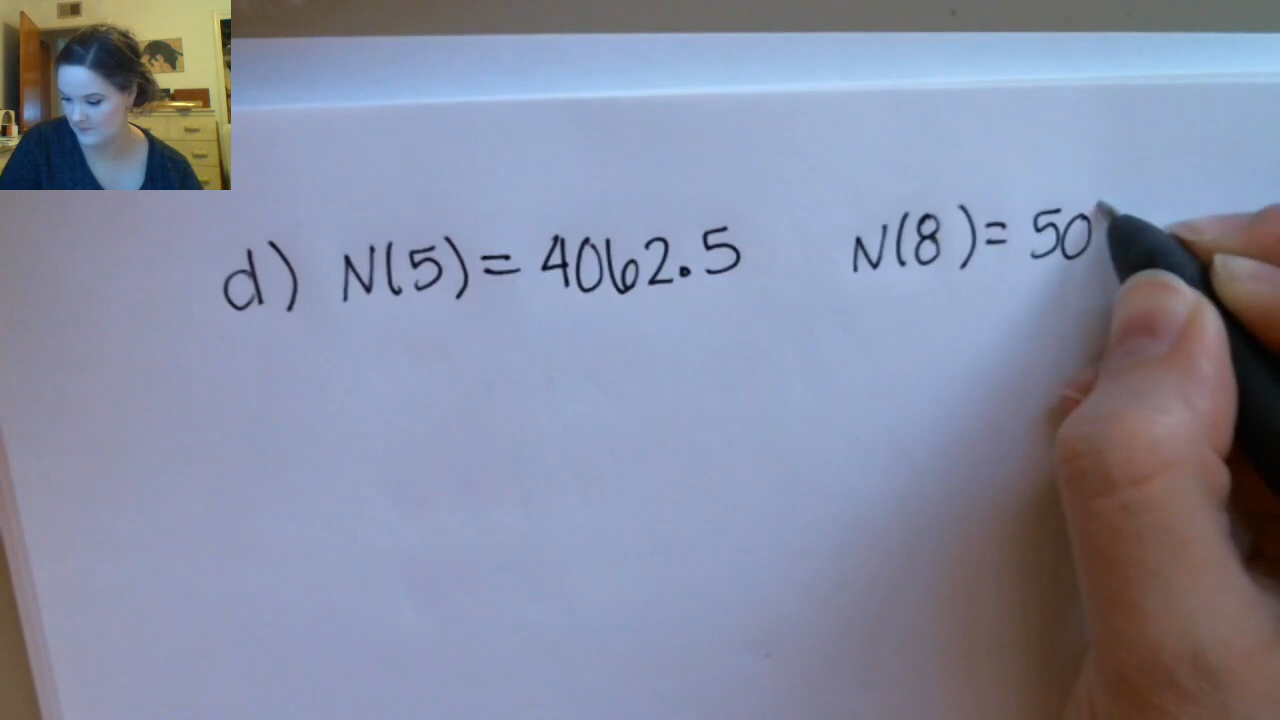 d) N(5) = 4062.5 N(8) = 50